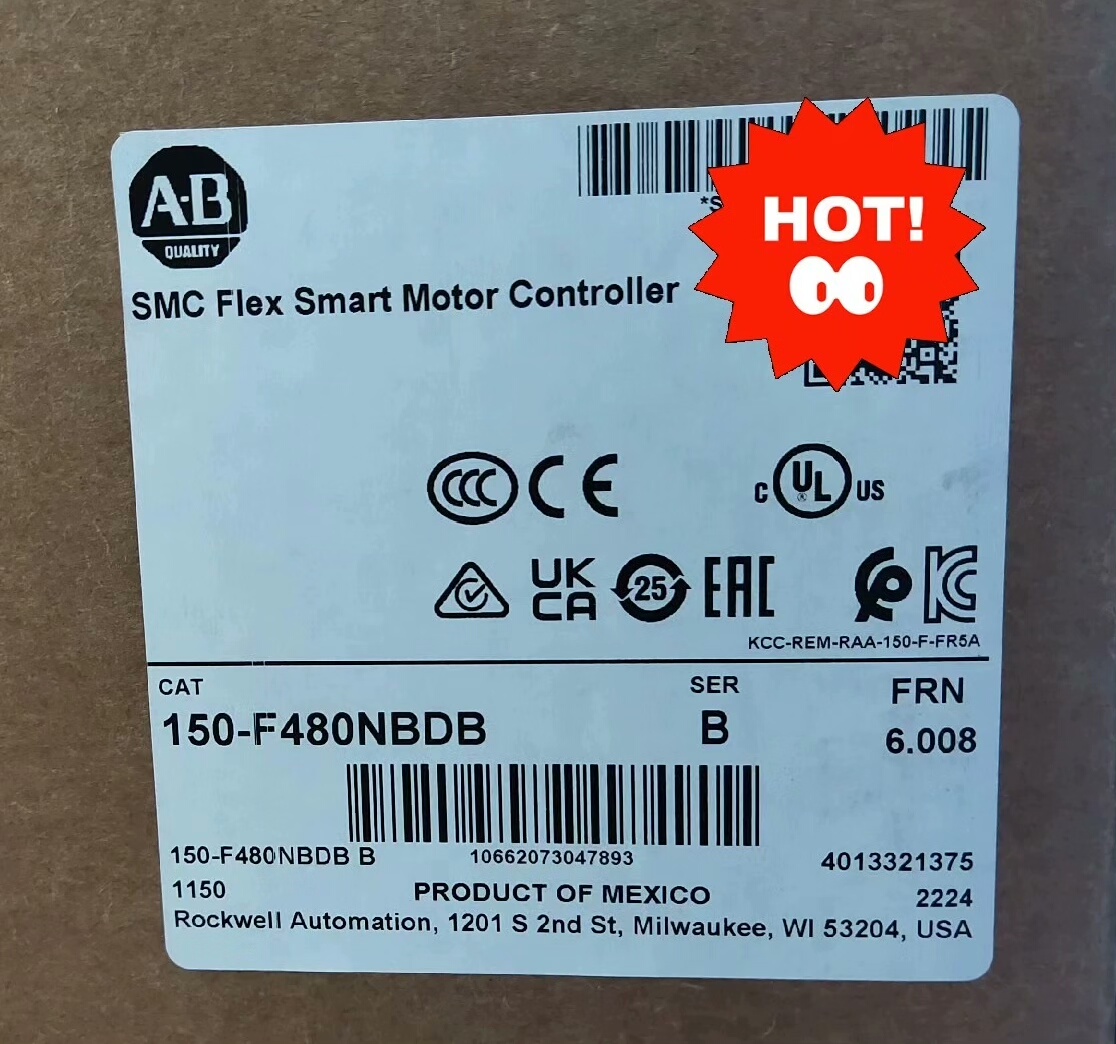 A-B
QUALITY
*S
HOT!
SMC Flex Smart Motor Controller
CCC CE
C UL US
UK
CA
25
EAC
KC
KCC-REM-RAA-150-F-FR5A
CAT
SER
FRN
150-F480NBDB
B
6.008
150-F480NBDB B
10662073047893
4013321375
1150
PRODUCT OF MEXICO
2224
Rockwell Automation, 1201 S 2nd St, Milwaukee, WI 53204, USA